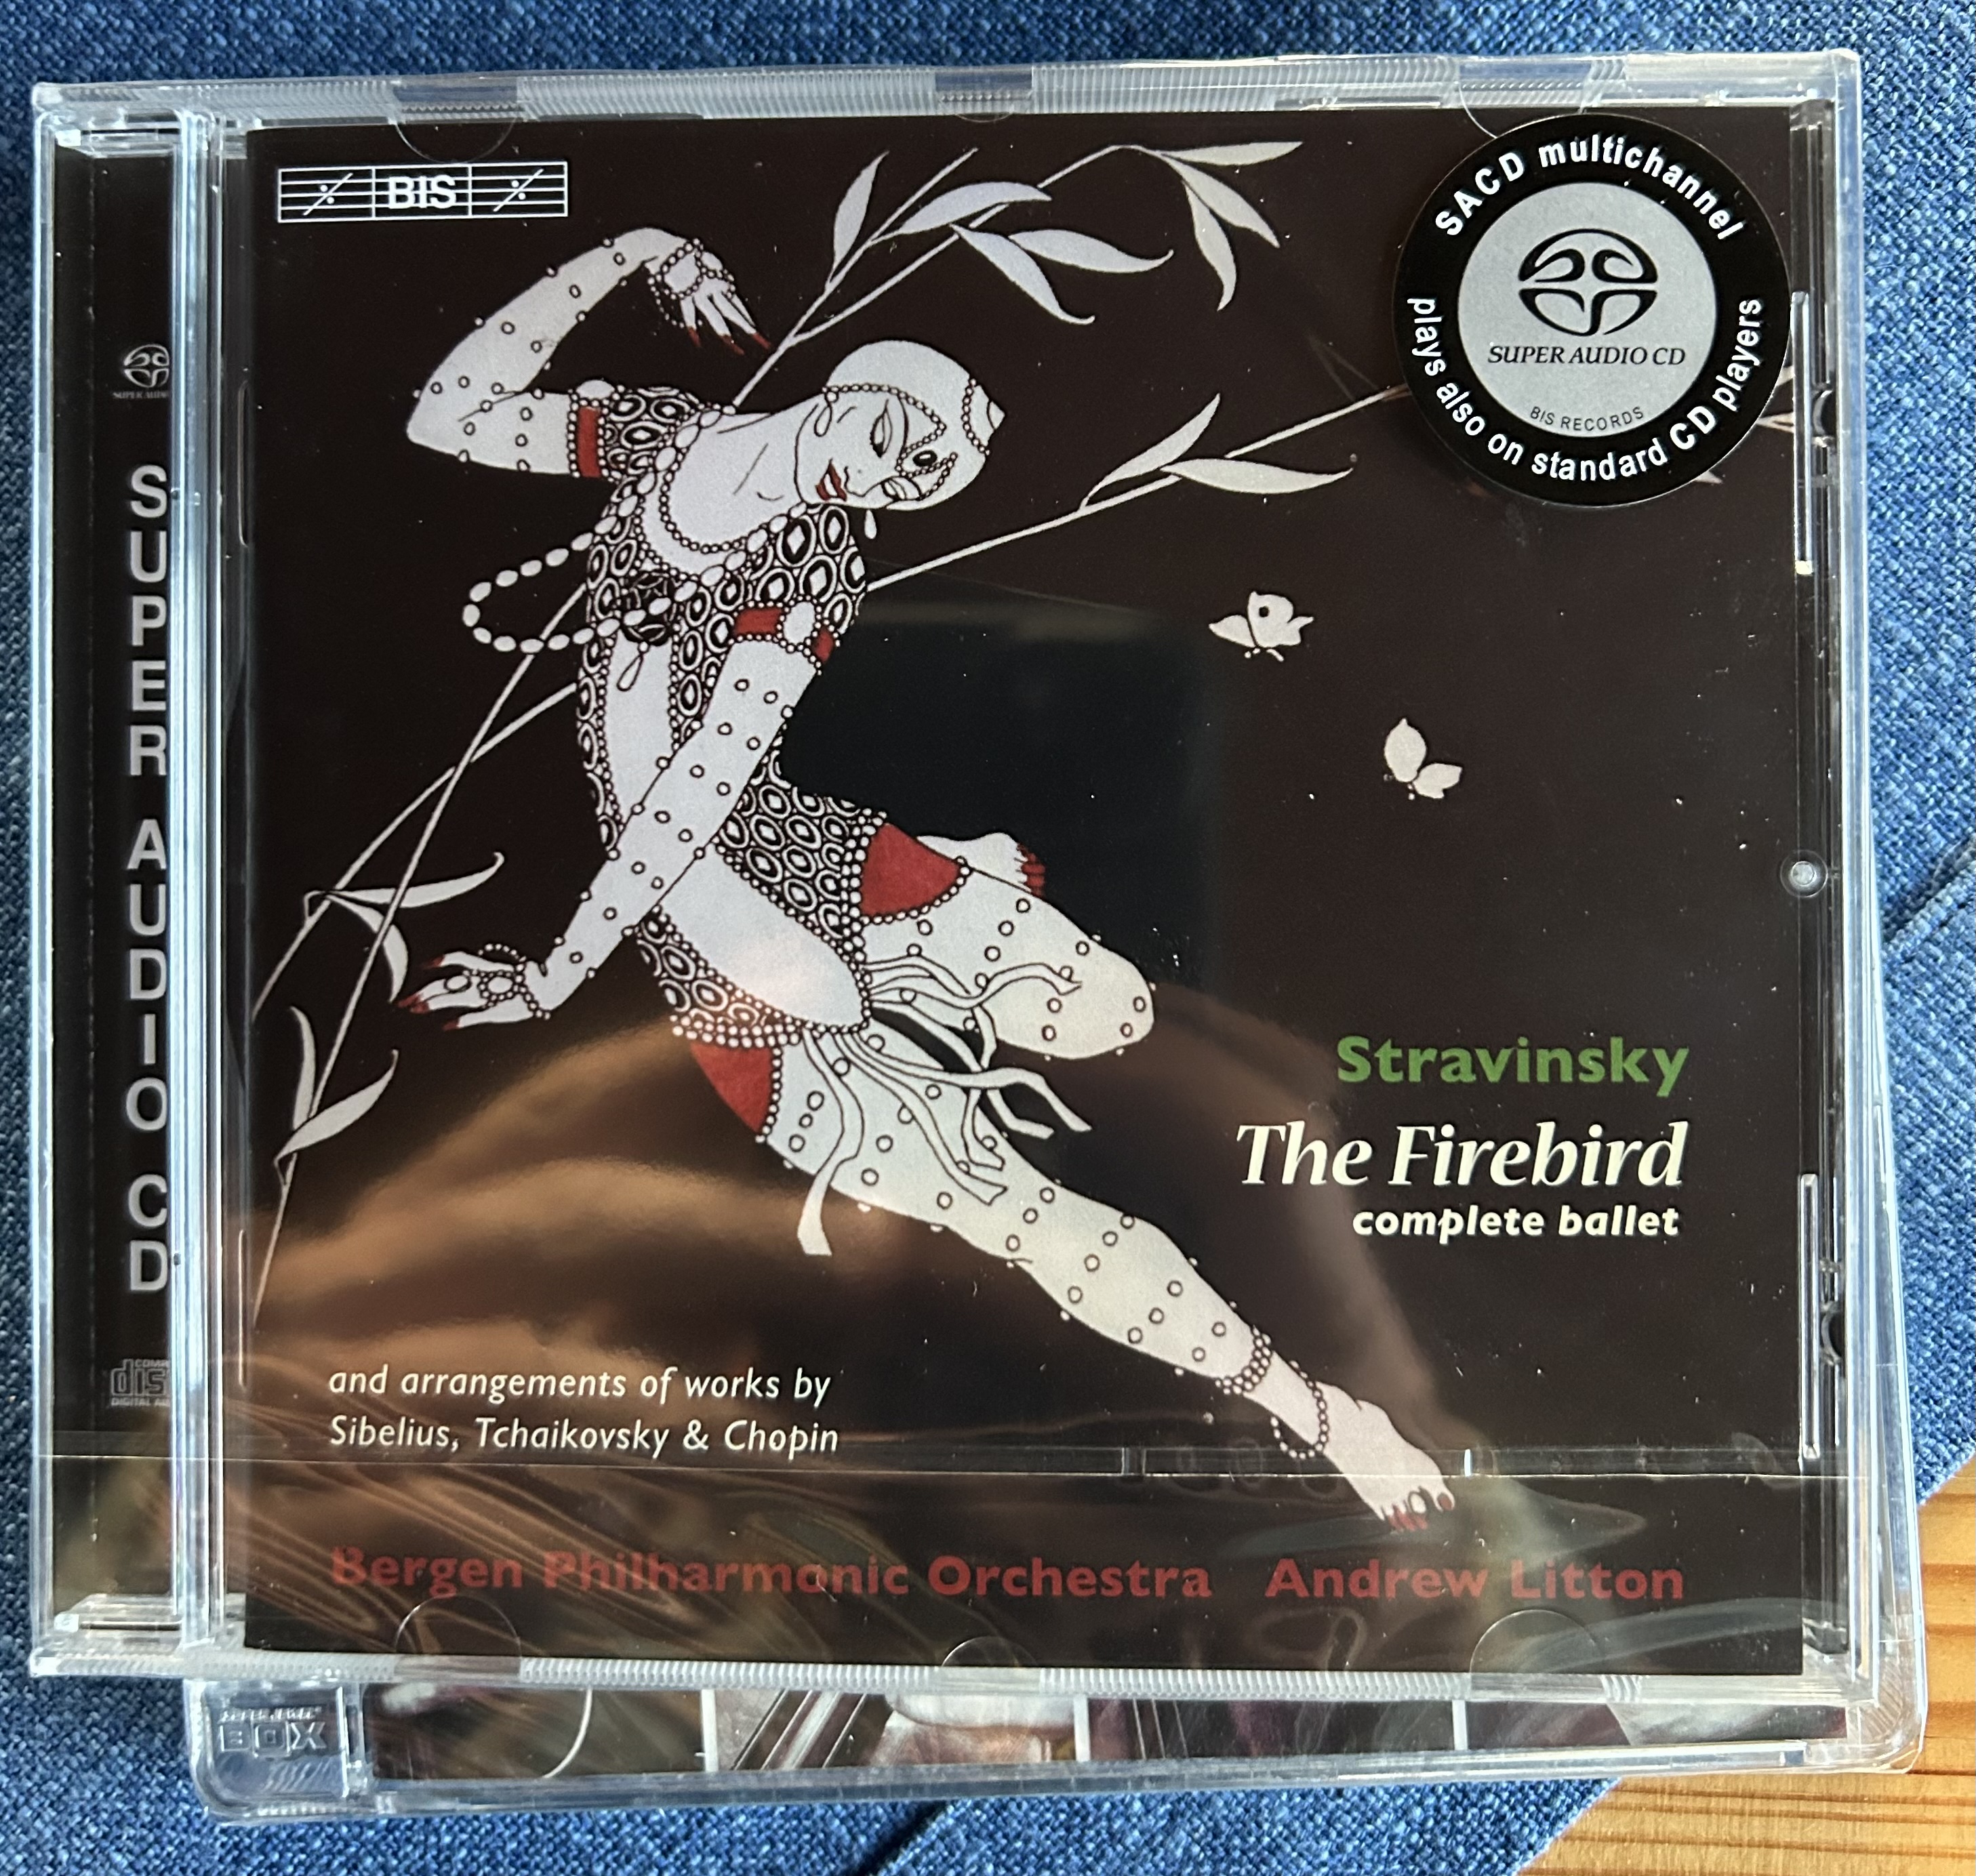 BIS
SACD multichannel
plays also on standard CD players
SUPER AUDIO CD
BIS RECORDS
SUPER AUDIO CD
Stravinsky
The Firebird
complete ballet
and arrangements of works by
Sibelius, Tchaikovsky & Chopin
Bergen Philharmonic Orchestra Andrew Litton
BOX